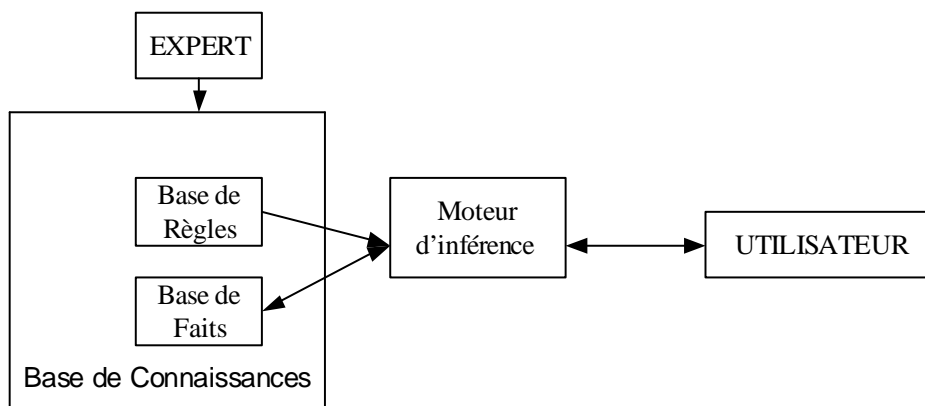 EXPERT
Base de
Règles
Moteur
d’inférence
UTILISATEUR
Base de
Faits
Base de Connaissances